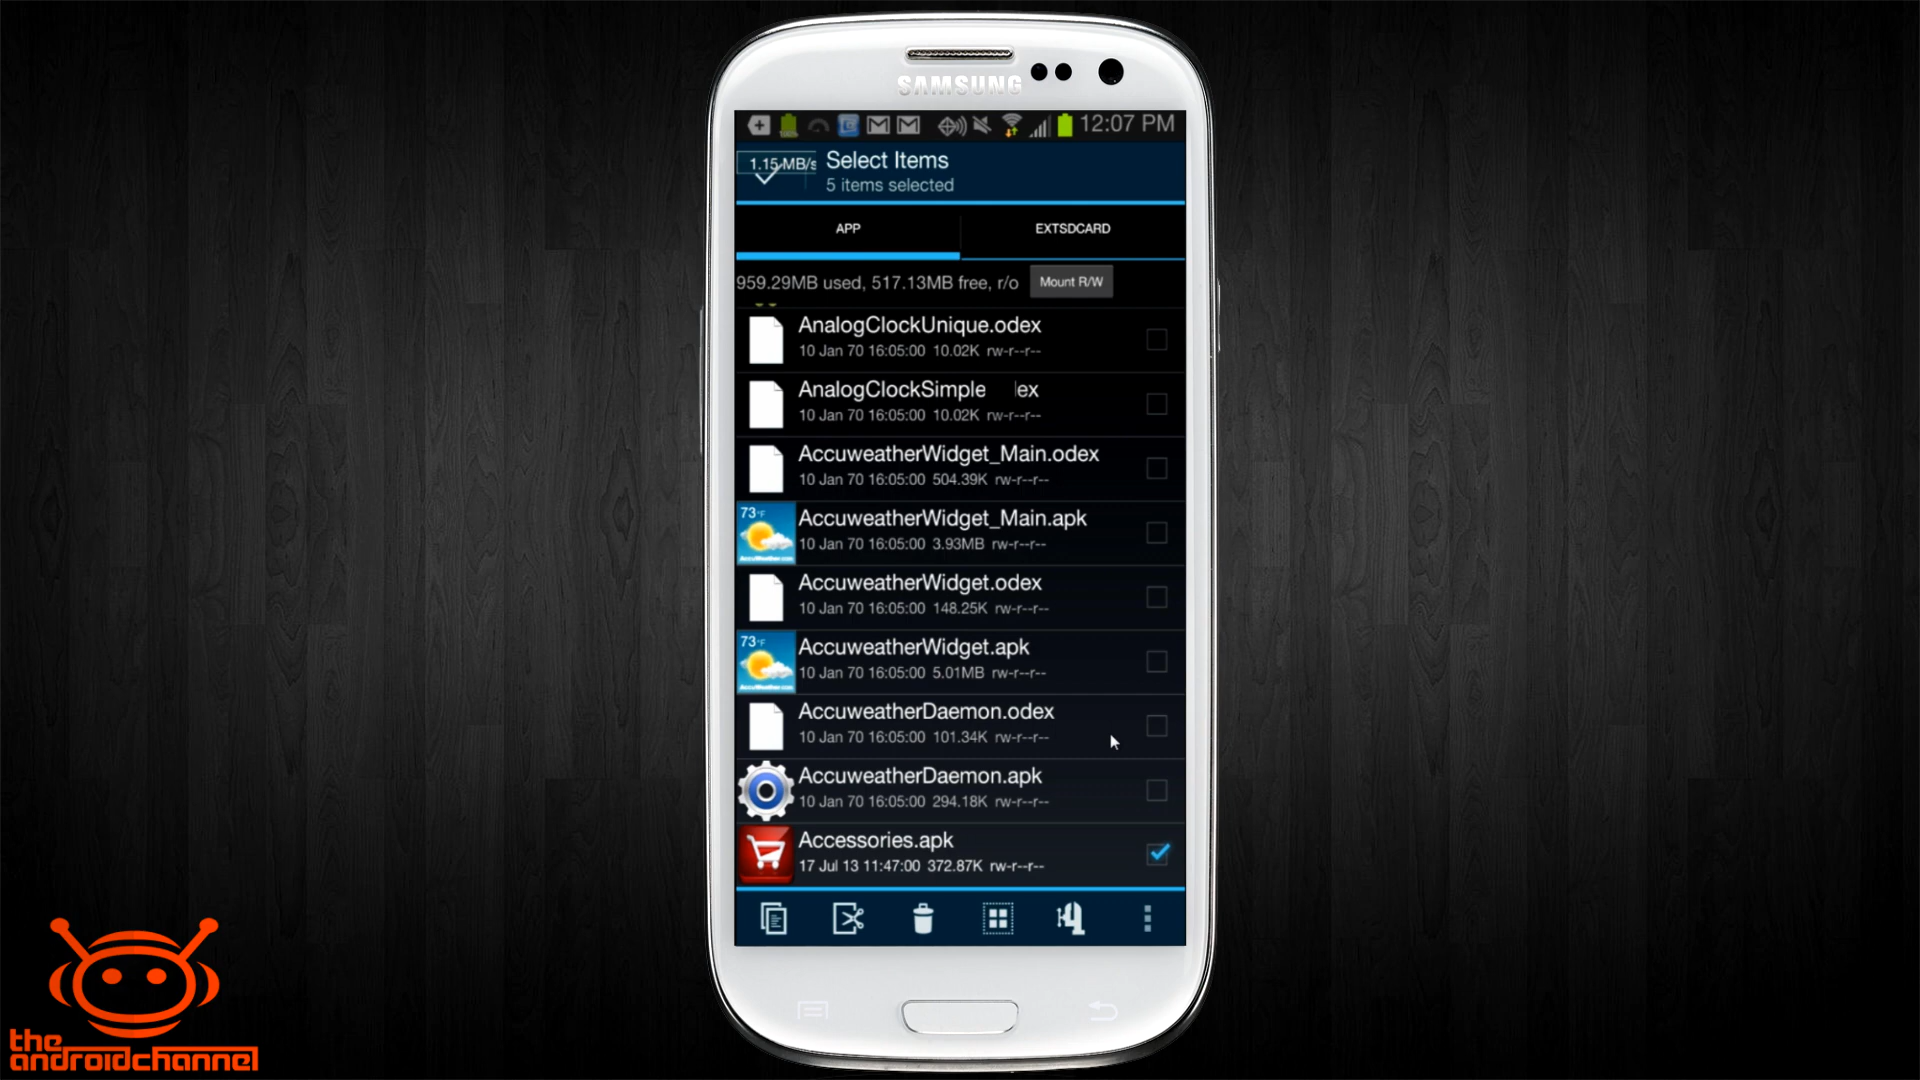 SAMSUNG
12:07 PM
1.15 MB/s
Select Items
5 items selected
APP
EXTSDCARD
959.29MB used, 517.13MB free, r/o
Mount R/W
AnalogClockUnique.odex
10 Jan 70 16:05:00 10.02K rw-r--r--
AnalogClockSimple ex
10 Jan 70 16:05:00 10.02K rw-r--r--
AccuweatherWidget_Main.odex
10 Jan 70 16:05:00 504.39K rw-r--r--
73°F
AccuweatherWidget_Main.apk
10 Jan 70 16:05:00 3.93MB rw-r--r--
AccuweatherWidget.odex
10 Jan 70 16:05:00 148.25K rw-r--r--
73°F
AccuweatherWidget.apk
10 Jan 70 16:05:00 5.01MB rw-r--r--
AccuweatherDaemon.odex
10 Jan 70 16:05:00 101.34K rw-r--r--
AccuweatherDaemon.apk
10 Jan 70 16:05:00 294.18K rw-r--r--
Accessories.apk
17 Jul 13 11:47:00 372.87K rw-r--r--
the
androidchannel